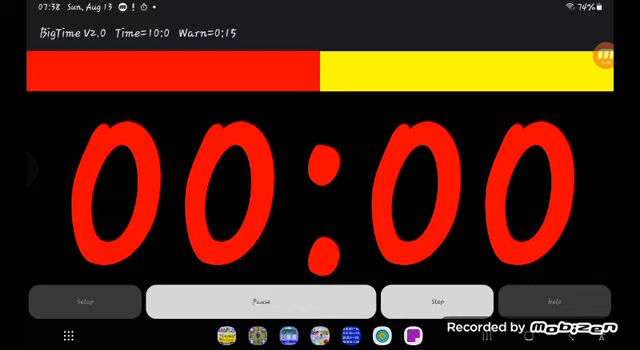 07:38 Sun, Aug 13 74%
BigTime V2.0 Time=10:0 Warn=0:15
00:00
Setup Pause Stop Help
Recorded by mobizen